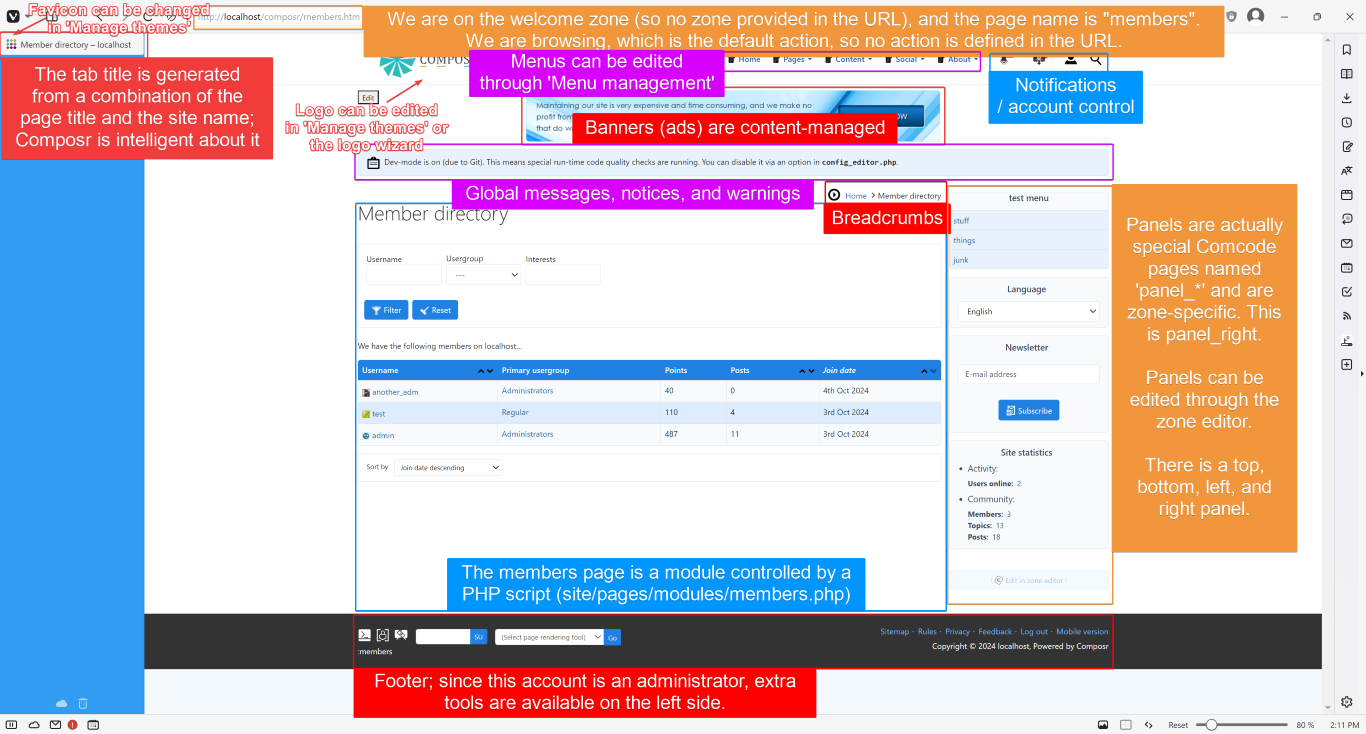 Favicon can be changed
in 'Manage themes'
http://localhost/composr/members.htm
We are on the welcome zone (so no zone provided in the URL), and the page name is "members".
We are browsing, which is the default action, so no action is defined in the URL.
Member directory – localhost
The tab title is generated
from a combination of the
page title and the site name;
Composr is intelligent about it
COMPOS
Menus can be edited
through 'Menu management'
Home
Pages
Content
Social
About
Notifications
/ account control
Edit
Logo can be edited
in 'Manage themes' or
the logo wizard
Maintaining our site is very expensive and time consuming, and we make no
profit from
that do w
OW
Banners (ads) are content-managed
Dev-mode is on (due to Git). This means special run-time code quality checks are running. You can disable it via an option in config_editor.php.
Global messages, notices, and warnings
Home > Member directory
Breadcrumbs
Member directory
Username
Usergroup
Interests
---
Filter
Reset
We have the following members on localhost...
Username Primary usergroup Points Posts Join date
another_adm Administrators 40 0 4th Oct 2024
test Regular 110 4 3rd Oct 2024
admin Administrators 487 11 3rd Oct 2024
Sort by
Join date descending
The members page is a module controlled by a
PHP script (site/pages/modules/members.php)
test menu
stuff
things
junk
Language
English
Newsletter
E-mail address
Subscribe
Site statistics
Activity:
Users online: 2
Community:
Members: 3
Topics: 13
Posts: 18
Edit in zone editor
Panels are actually
special Comcode
pages named
'panel_*' and are
zone-specific. This
is panel_right.
Panels can be
edited through the
zone editor.
There is a top,
bottom, left, and
right panel.
SU
(Select page rendering tool)
Go
:members
Sitemap · Rules · Privacy · Feedback · Log out · Mobile version
Copyright © 2024 localhost, Powered by Composr
Footer; since this account is an administrator, extra
tools are available on the left side.
Reset
80 %
2:11 PM